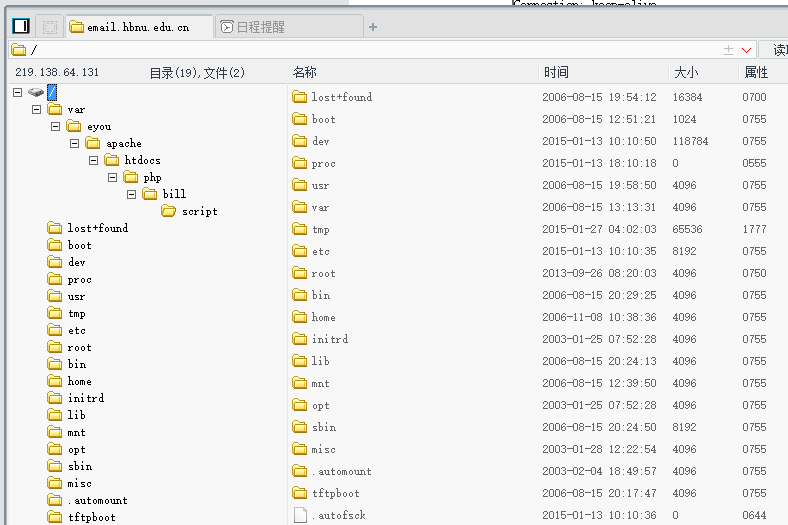 Connection: keep-alive
email.hbnu.edu.cn 日程提醒 +
/
219.138.64.131 目录(19),文件(2) 名称 时间 大小 属性
/
var
eyou
apache
htdocs
php
bill
script
lost+found
boot
dev
proc
usr
tmp
etc
root
bin
home
initrd
lib
mnt
opt
sbin
misc
.automount
tftpboot
lost+found 2006-08-15 19:54:12 16384 0700
boot 2006-08-15 12:51:21 1024 0755
dev 2015-01-13 10:10:50 118784 0755
proc 2015-01-13 18:10:18 0 0555
usr 2006-08-15 19:58:50 4096 0755
var 2006-08-15 13:13:31 4096 0755
tmp 2015-01-27 04:02:03 65536 1777
etc 2015-01-13 10:10:35 8192 0755
root 2013-09-26 08:20:03 4096 0750
bin 2006-08-15 20:29:25 4096 0755
home 2006-11-08 10:38:36 4096 0755
initrd 2003-01-25 07:52:28 4096 0755
lib 2006-08-15 20:24:13 4096 0755
mnt 2006-08-15 12:39:50 4096 0755
opt 2003-01-25 07:52:28 4096 0755
sbin 2006-08-15 20:24:50 8192 0755
misc 2003-01-28 12:22:54 4096 0755
.automount 2003-02-04 18:49:57 4096 0755
tftpboot 2006-08-15 20:17:47 4096 0755
.autofsck 2015-01-13 10:10:36 0 0644